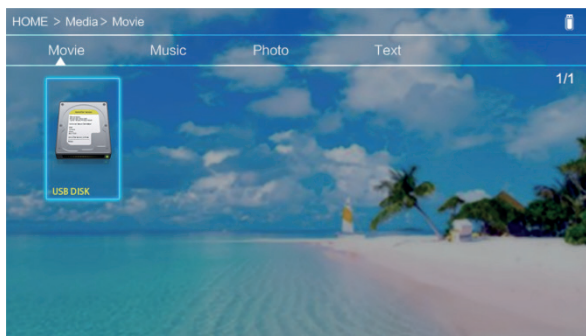 HOME > Media> Movie
Movie Music Photo Text
1/1
USB DISK